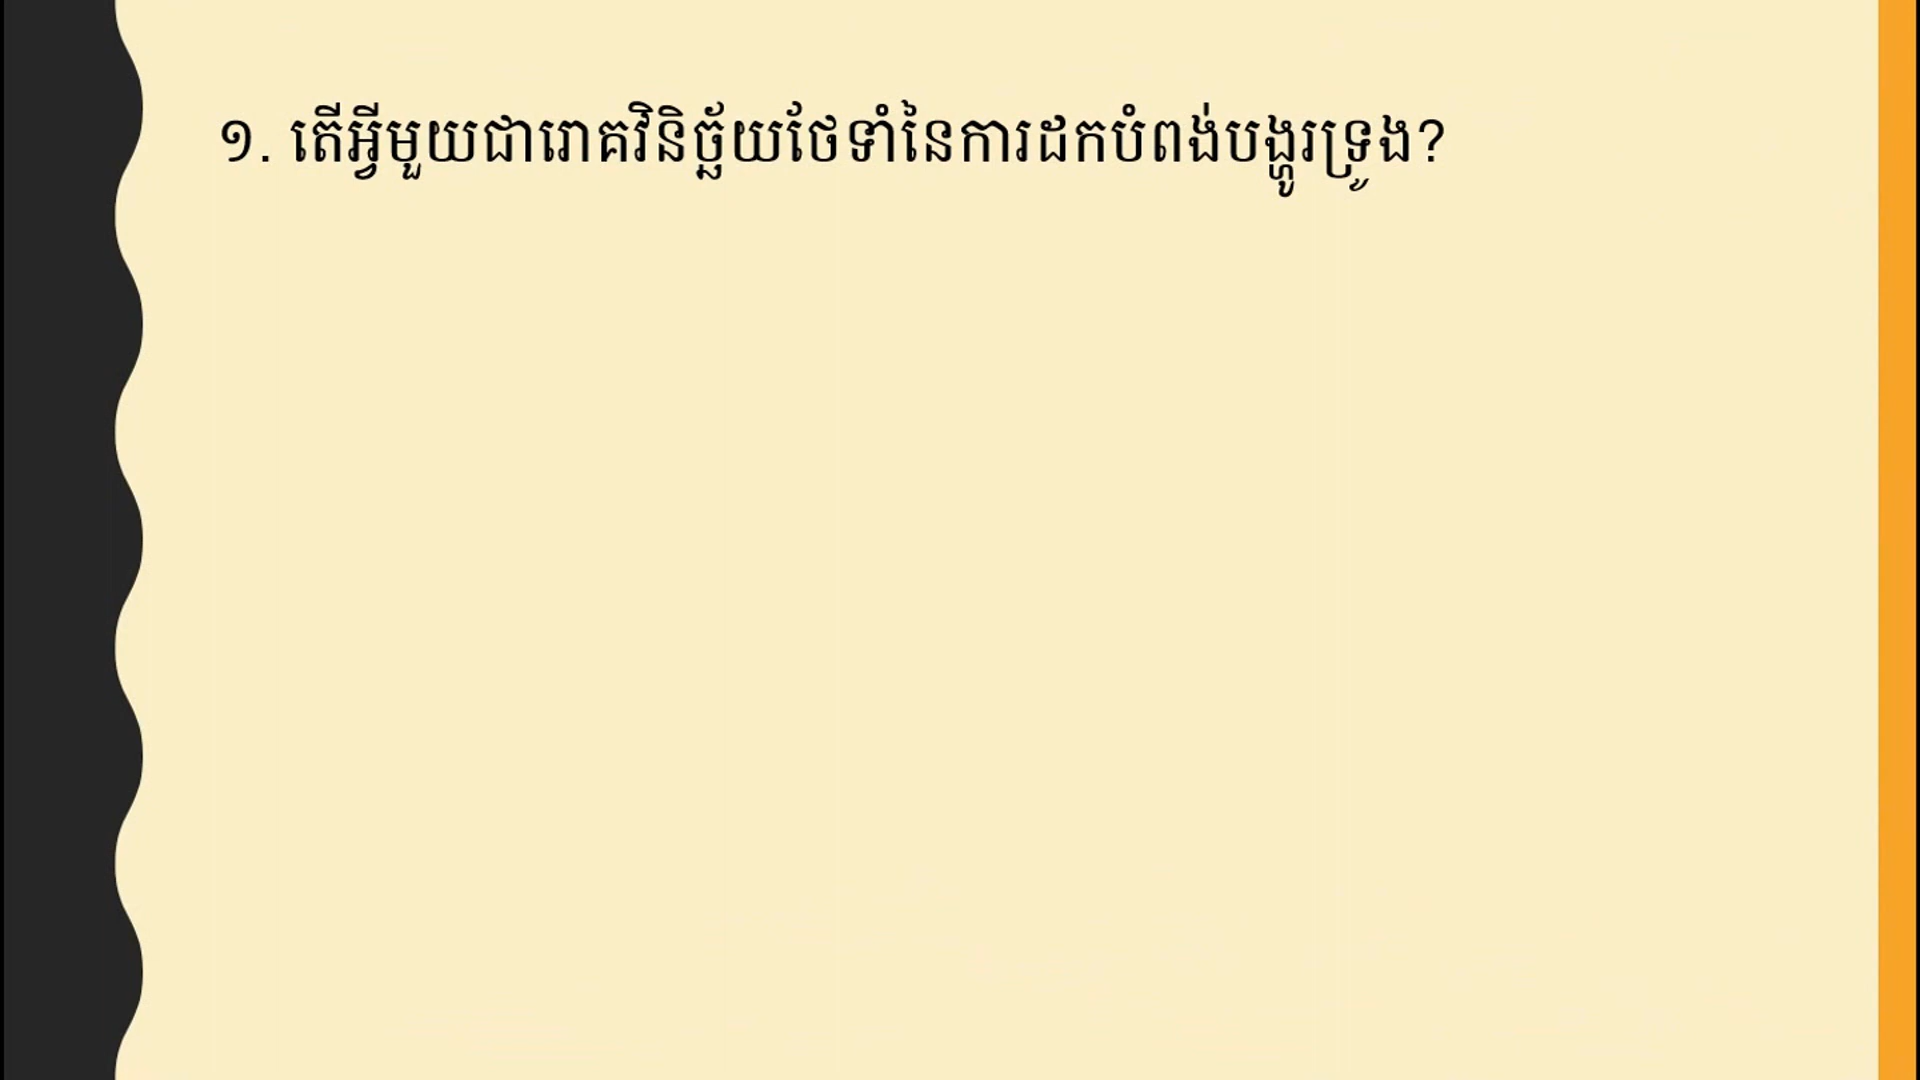 ១. តើអ្វីមួយជារោគវិនិច្ឆ័យថែទាំនៃការដកបំពង់បង្ហូរទ្រូង?